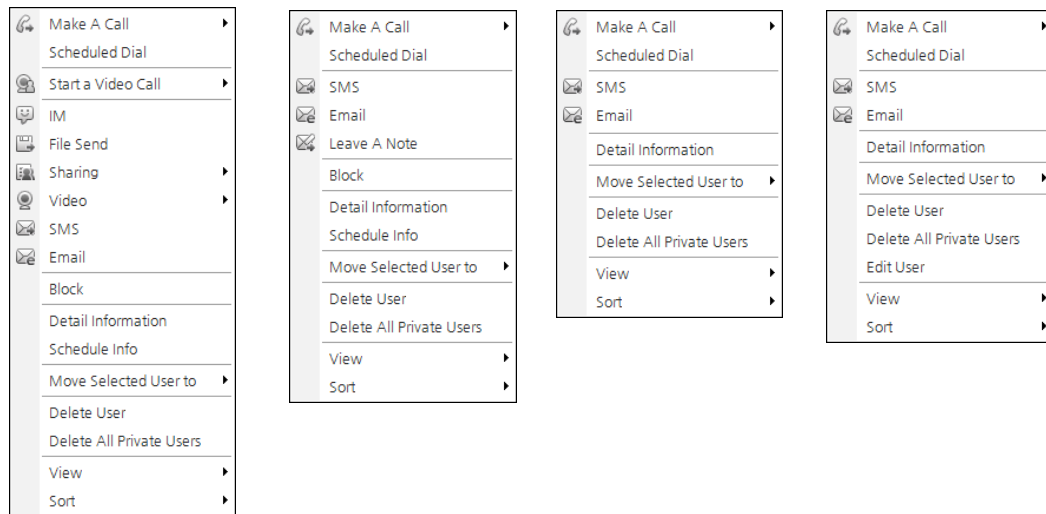 Make A Call
Scheduled Dial
Start a Video Call
IM
File Send
Sharing
Video
SMS
Email
Block
Detail Information
Schedule Info
Move Selected User to
Delete User
Delete All Private Users
View
Sort
Make A Call
Scheduled Dial
SMS
Email
Leave A Note
Block
Detail Information
Schedule Info
Move Selected User to
Delete User
Delete All Private Users
View
Sort
Make A Call
Scheduled Dial
SMS
Email
Detail Information
Move Selected User to
Delete User
Delete All Private Users
View
Sort
Make A Call
Scheduled Dial
SMS
Email
Detail Information
Move Selected User to
Delete User
Delete All Private Users
Edit User
View
Sort